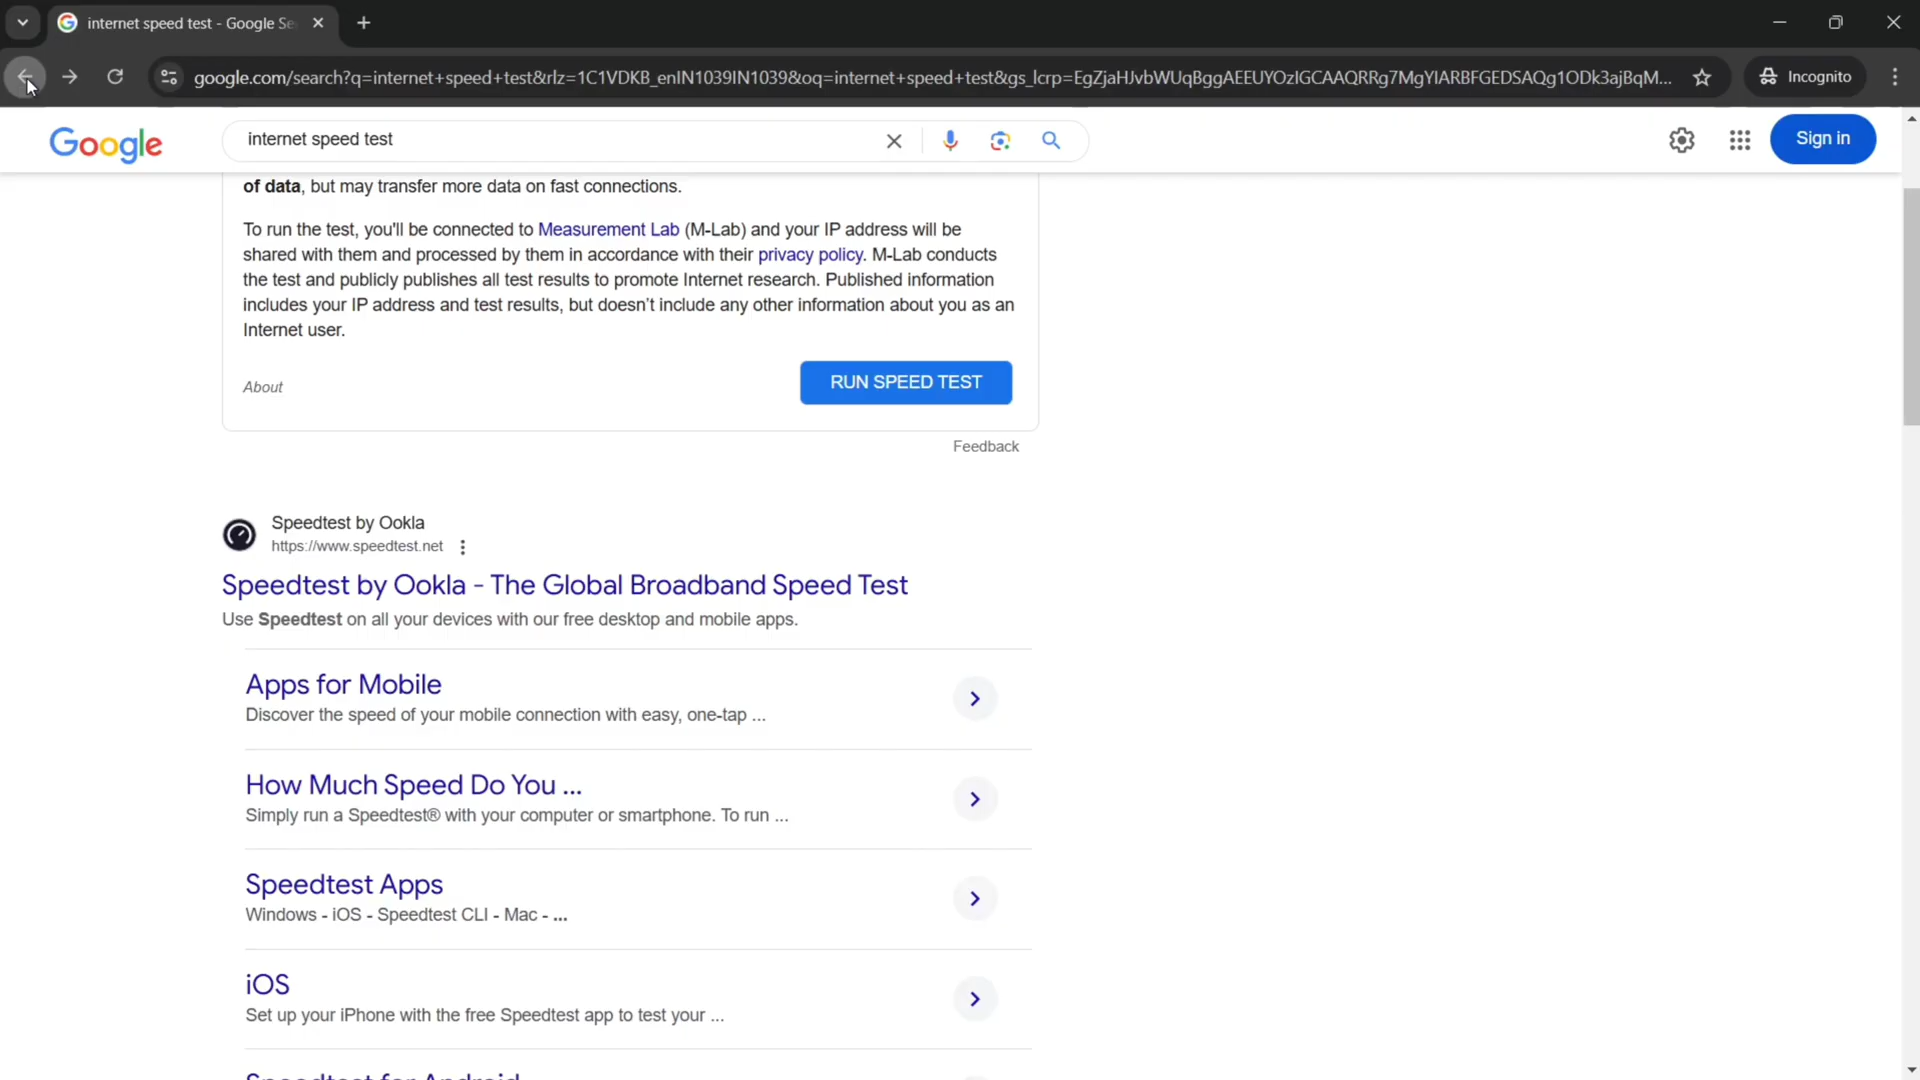 internet speed test - Google Se
google.com/search?q=internet+speed+test&rlz=1C1VDKB_enIN1039IN1039&oq=internet+speed+test&gs_lcrp=EgZjaHJvbWUqBggAEEUYOzIGCAAQRRg7MgYIARBFGEDSAQg1ODk3ajBqM...
Incognito
Google
internet speed test
Sign in
of data, but may transfer more data on fast connections.
To run the test, you'll be connected to Measurement Lab (M-Lab) and your IP address will be
shared with them and processed by them in accordance with their privacy policy. M-Lab conducts
the test and publicly publishes all test results to promote Internet research. Published information
includes your IP address and test results, but doesn't include any other information about you as an
Internet user.
About
RUN SPEED TEST
Feedback
Speedtest by Ookla
https://www.speedtest.net
Speedtest by Ookla - The Global Broadband Speed Test
Use Speedtest on all your devices with our free desktop and mobile apps.
Apps for Mobile
Discover the speed of your mobile connection with easy, one-tap ...
How Much Speed Do You ...
Simply run a Speedtest® with your computer or smartphone. To run ...
Speedtest Apps
Windows - iOS - Speedtest CLI - Mac - ...
iOS
Set up your iPhone with the free Speedtest app to test your ...
Speedtest for Android